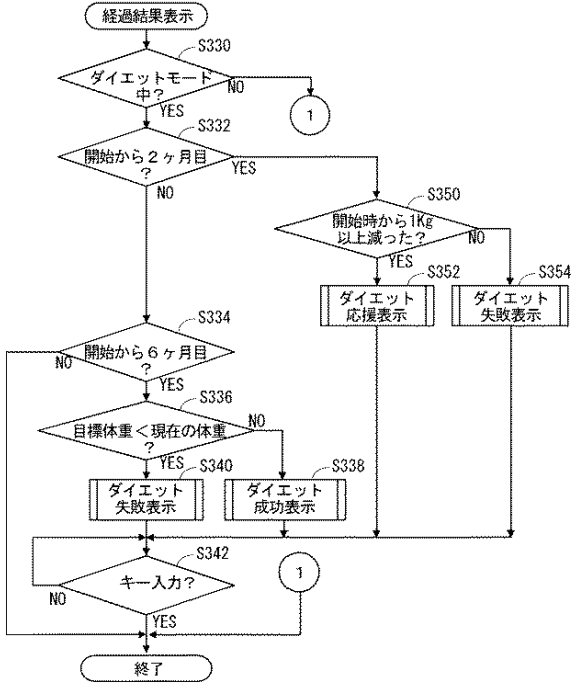 経過結果表示
S330
ダイエットモード
中?
NO
YES
1
S332
開始から2ヶ月目
?
YES
NO
S350
開始時から1Kg
以上減った?
NO
YES
S352
ダイエット
応援表示
S354
ダイエット
失敗表示
S334
開始から6ヶ月目
?
NO
YES
S336
目標体重<現在の体重
?
NO
YES
S340
ダイエット
失敗表示
S338
ダイエット
成功表示
S342
キー入力?
NO
YES
1
終了